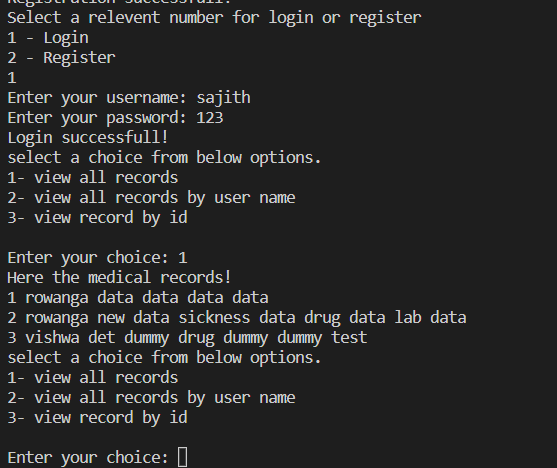 Registration successfull!
Select a relevent number for login or register
1 - Login
2 - Register
1
Enter your username: sajith
Enter your password: 123
Login successfull!
select a choice from below options.
1- view all records
2- view all records by user name
3- view record by id
Enter your choice: 1
Here the medical records!
1 rowanga data data data data
2 rowanga new data sickness data drug data lab data
3 vishwa det dummy drug dummy dummy test
select a choice from below options.
1- view all records
2- view all records by user name
3- view record by id
Enter your choice: